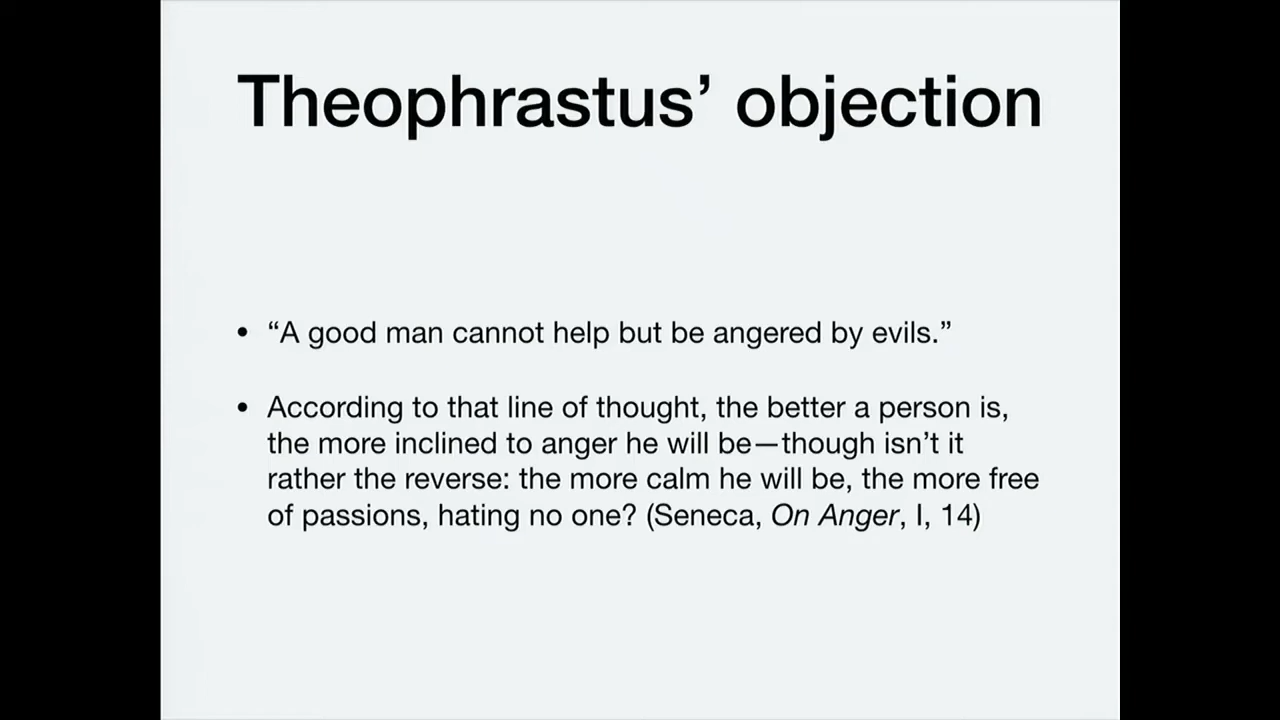 Theophrastus’ objection
• “A good man cannot help but be angered by evils.”
• According to that line of thought, the better a person is,
the more inclined to anger he will be—though isn’t it
rather the reverse: the more calm he will be, the more free
of passions, hating no one? (Seneca, On Anger, I, 14)